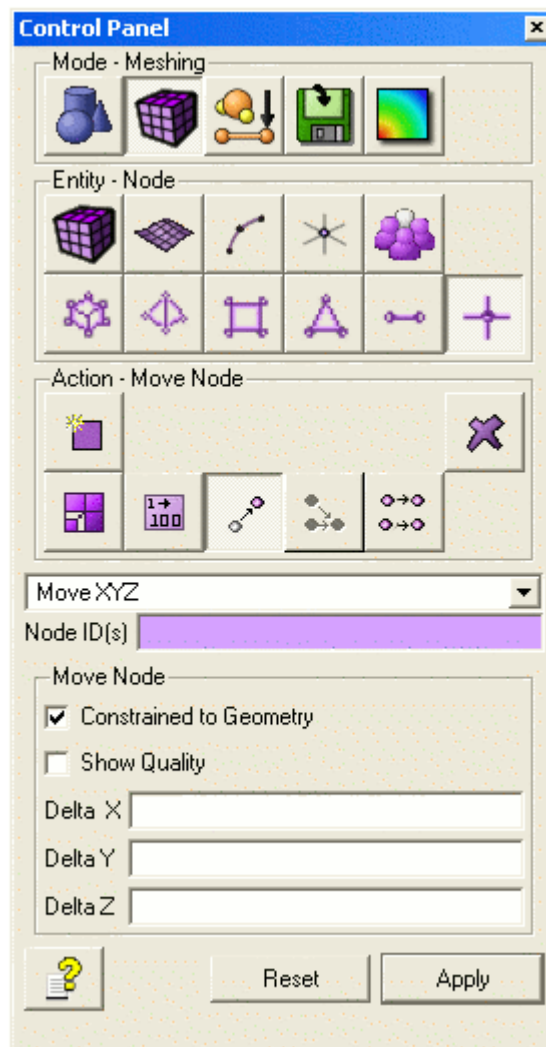 Control Panel
Mode - Meshing
Entity - Node
Action - Move Node
1
100
Move XYZ
Node ID(s)
Move Node
Constrained to Geometry
Show Quality
Delta X
Delta Y
Delta Z
Reset
Apply